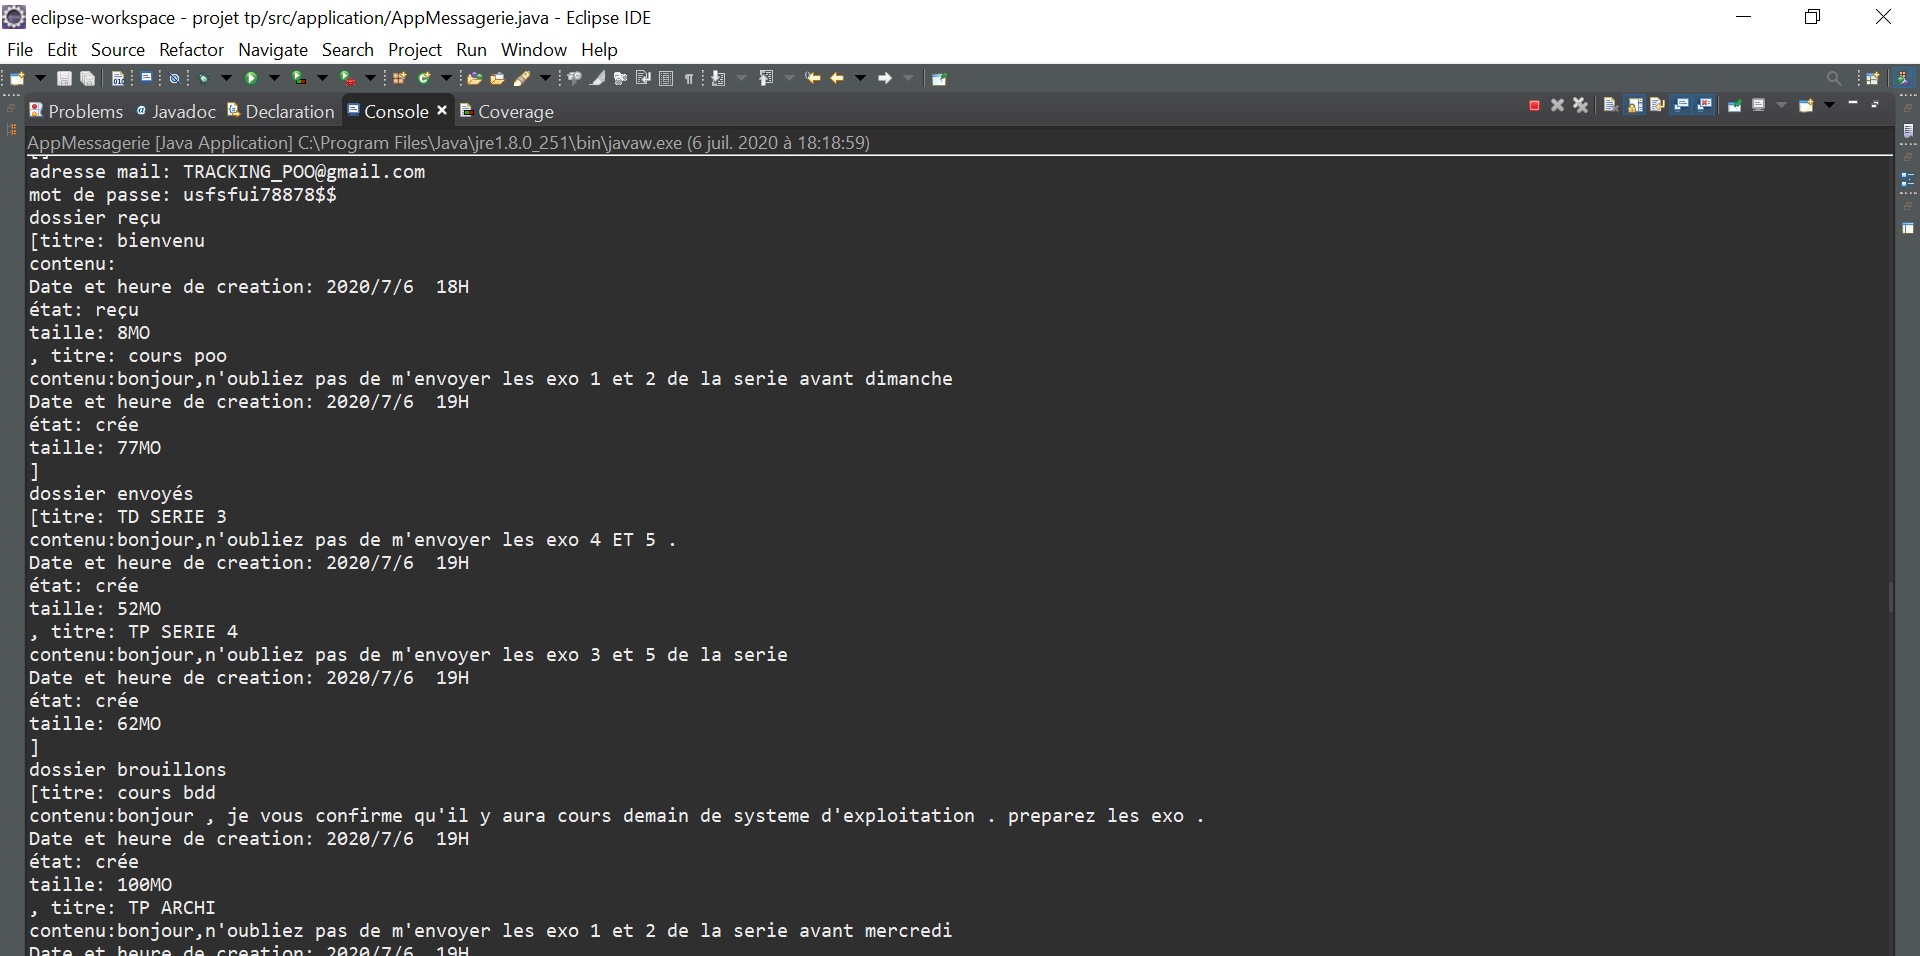 eclipse-workspace - projet tp/src/application/AppMessagerie.java - Eclipse IDE
File Edit Source Refactor Navigate Search Project Run Window Help
Problems Javadoc Declaration Console Coverage
AppMessagerie [Java Application] C:\Program Files\Java\jre1.8.0_251\bin\javaw.exe (6 juil. 2020 à 18:18:59)
adresse mail: TRACKING_POO@gmail.com
mot de passe: usfsfui78878$$
dossier reçu
[titre: bienvenu
contenu:
Date et heure de creation: 2020/7/6  18H
état: reçu
taille: 8MO
, titre: cours poo
contenu:bonjour,n'oubliez pas de m'envoyer les exo 1 et 2 de la serie avant dimanche
Date et heure de creation: 2020/7/6  19H
état: crée
taille: 77MO
]
dossier envoyés
[titre: TD SERIE 3
contenu:bonjour,n'oubliez pas de m'envoyer les exo 4 ET 5 .
Date et heure de creation: 2020/7/6  19H
état: crée
taille: 52MO
, titre: TP SERIE 4
contenu:bonjour,n'oubliez pas de m'envoyer les exo 3 et 5 de la serie
Date et heure de creation: 2020/7/6  19H
état: crée
taille: 62MO
]
dossier brouillons
[titre: cours bdd
contenu:bonjour , je vous confirme qu'il y aura cours demain de systeme d'exploitation . preparez les exo .
Date et heure de creation: 2020/7/6  19H
état: crée
taille: 100MO
, titre: TP ARCHI
contenu:bonjour,n'oubliez pas de m'envoyer les exo 1 et 2 de la serie avant mercredi
Date et heure de creation: 2020/7/6  19H